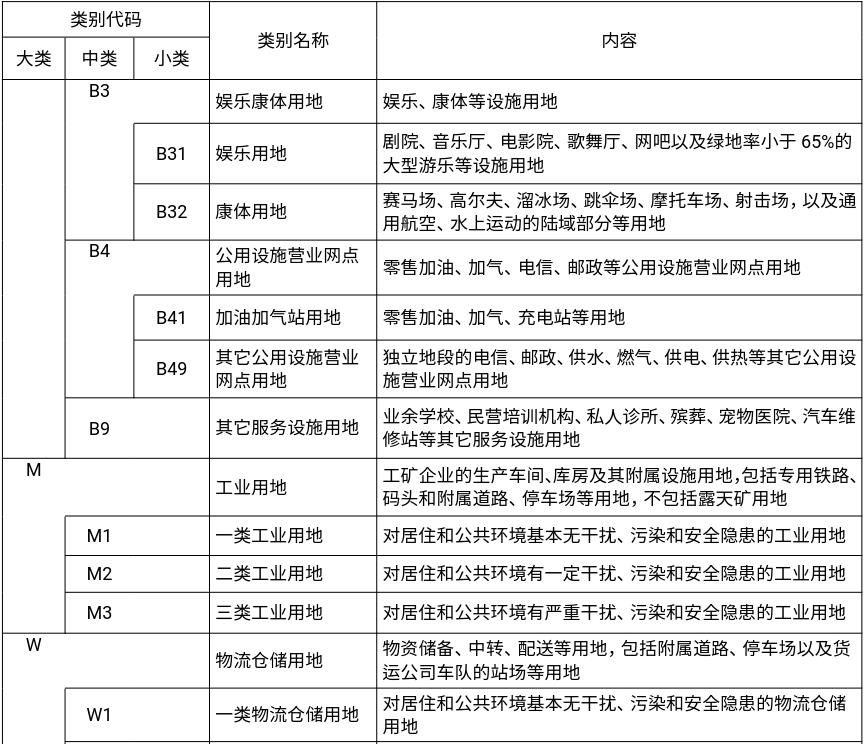 类别代码
类别名称
内容
大类
中类
小类
B3
娱乐康体用地
娱乐、康体等设施用地
B31
娱乐用地
剧院、音乐厅、电影院、歌舞厅、网吧以及绿地率小于 65%的
大型游乐等设施用地
B32
康体用地
赛马场、高尔夫、溜冰场、跳伞场、摩托车场、射击场，以及通
用航空、水上运动的陆域部分等用地
B4
公用设施营业网点
用地
零售加油、加气、电信、邮政等公用设施营业网点用地
B41
加油加气站用地
零售加油、加气、充电站等用地
B49
其它公用设施营业
网点用地
独立地段的电信、邮政、供水、燃气、供电、供热等其它公用设
施营业网点用地
B9
其它服务设施用地
业余学校、民营培训机构、私人诊所、殡葬、宠物医院、汽车维
修站等其它服务设施用地
M
工业用地
工矿企业的生产车间、库房及其附属设施用地，包括专用铁路、
码头和附属道路、停车场等用地，不包括露天矿用地
M1
一类工业用地
对居住和公共环境基本无干扰、污染和安全隐患的工业用地
M2
二类工业用地
对居住和公共环境有一定干扰、污染和安全隐患的工业用地
M3
三类工业用地
对居住和公共环境有严重干扰、污染和安全隐患的工业用地
W
物流仓储用地
物资储备、中转、配送等用地，包括附属道路、停车场以及货
运公司车队的站场等用地
W1
一类物流仓储用地
对居住和公共环境基本无干扰、污染和安全隐患的物流仓储
用地